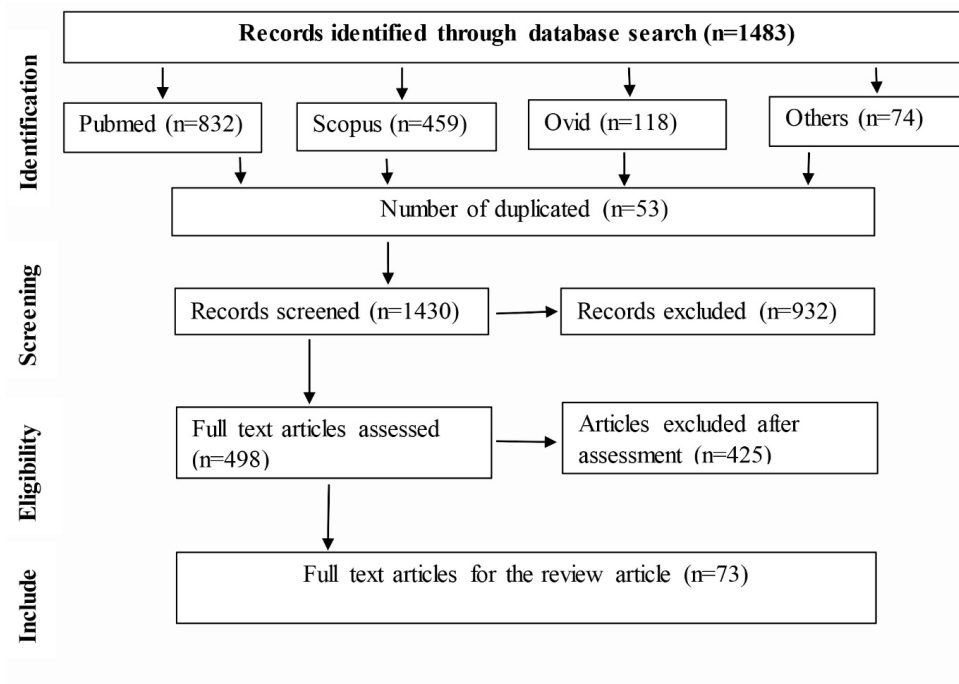 Records identified through database search (n=1483)
Pubmed (n=832)
Scopus (n=459)
Ovid (n=118)
Others (n=74)
Number of duplicated (n=53)
Identification
Records screened (n=1430)
Records excluded (n=932)
Screening
Full text articles assessed
(n=498)
Articles excluded after
assessment (n=425)
Eligibility
Full text articles for the review article (n=73)
Include